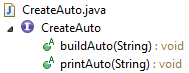 CreateAuto.java
CreateAuto
buildAuto(String) : void
printAuto(String) : void